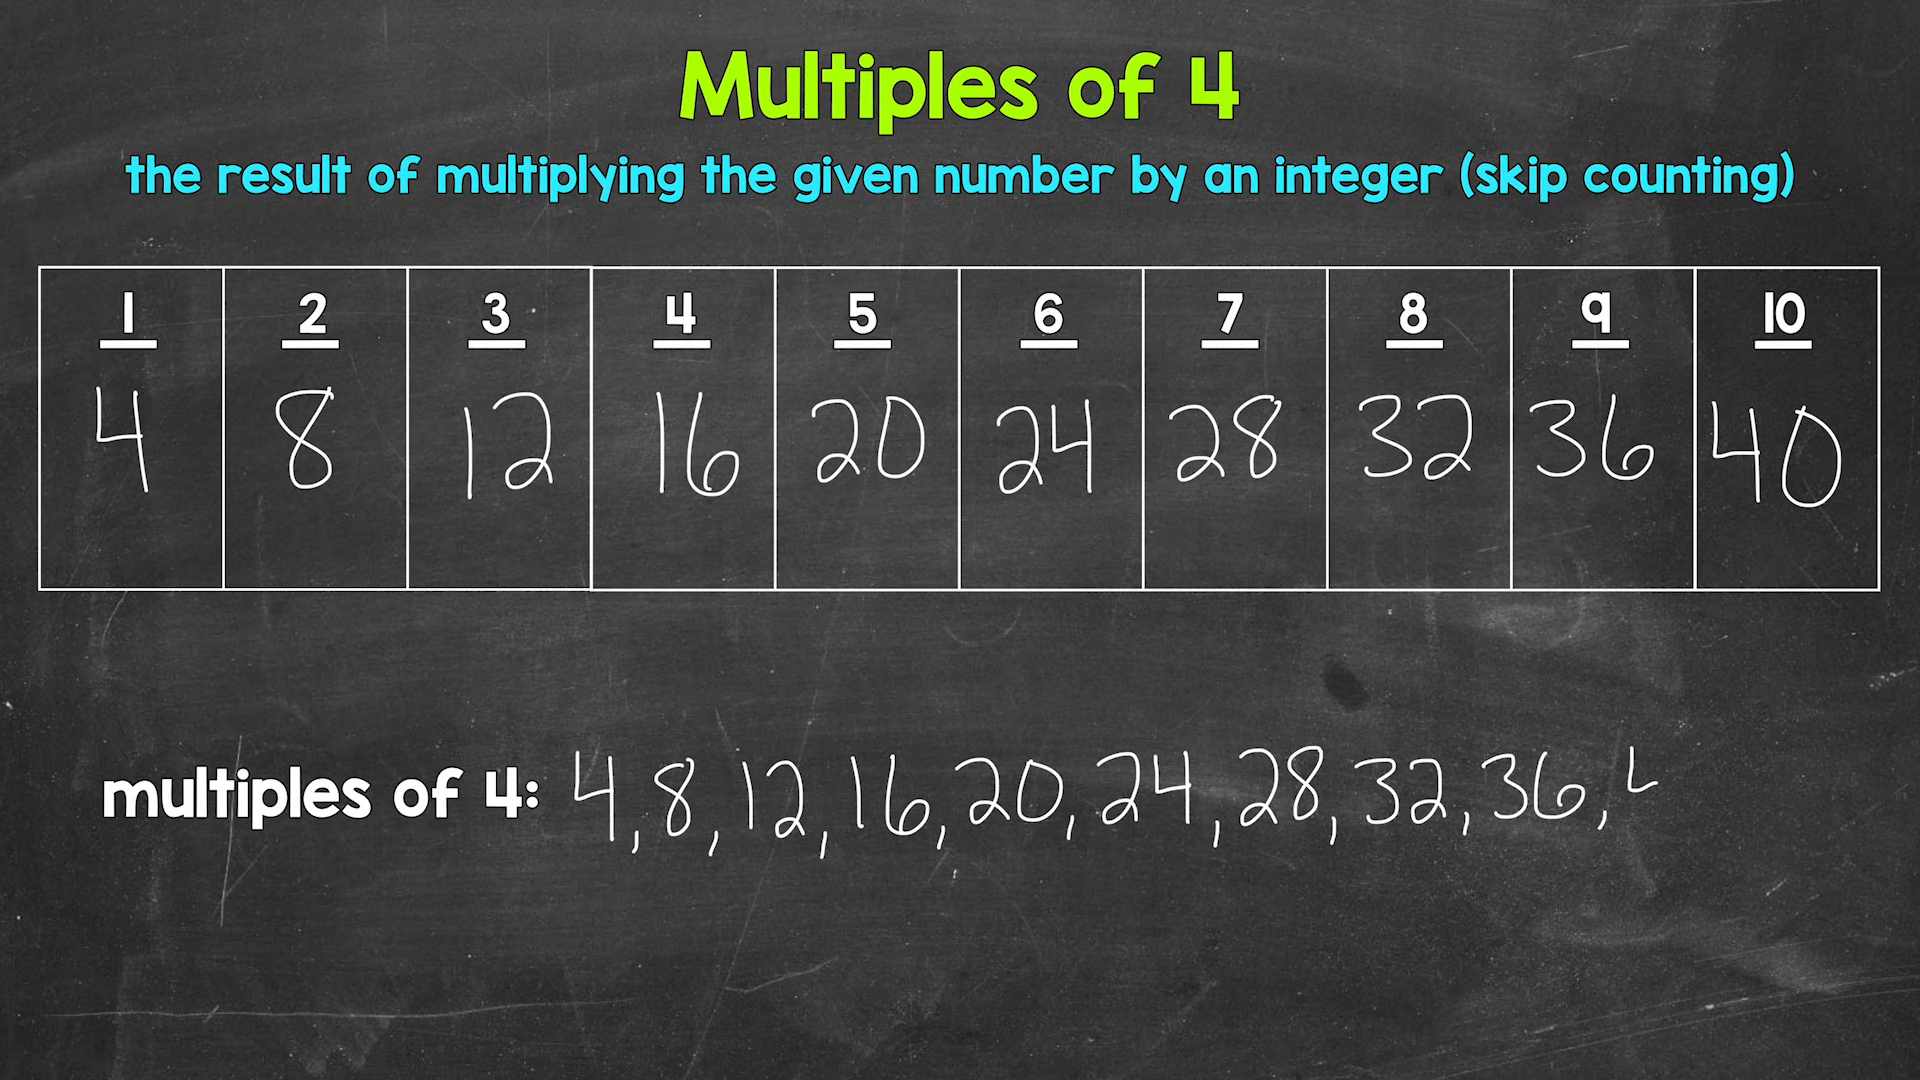 Multiples of 4
the result of multiplying the given number by an integer (skip counting)
1 2 3 4 5 6 7 8 9 10
4 8 12 16 20 24 28 32 36 40
multiples of 4: 4, 8, 12, 16, 20, 24, 28, 32, 36,